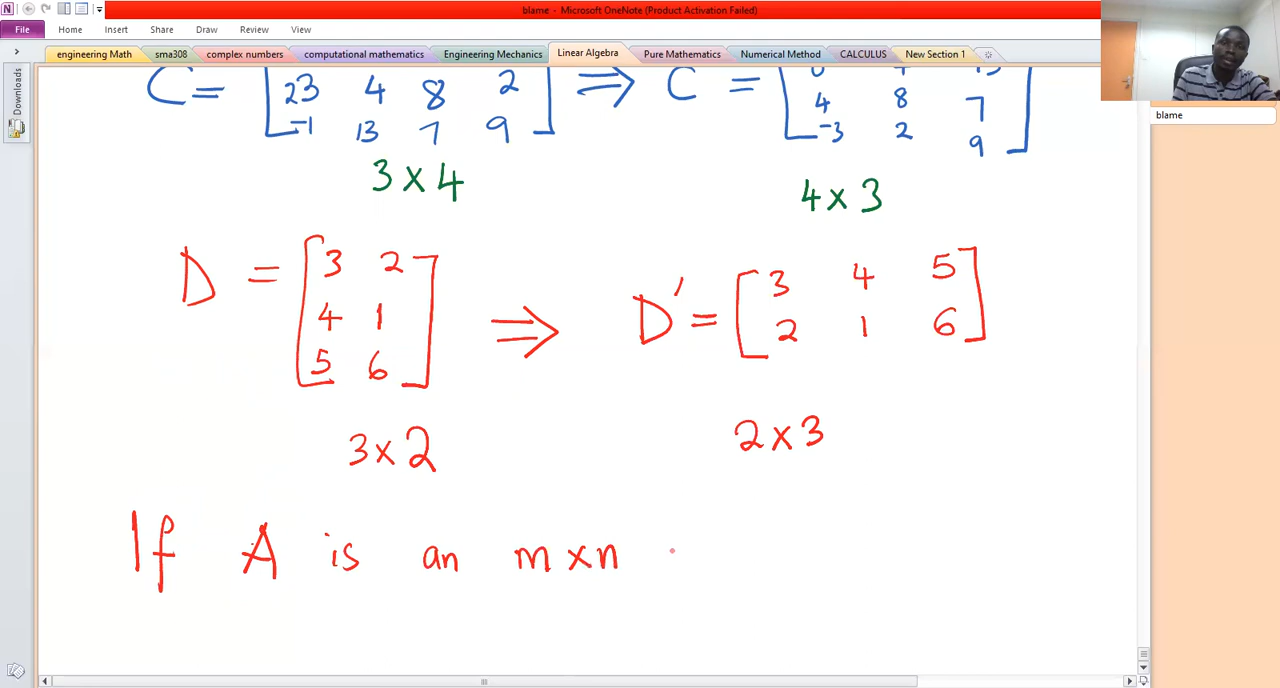 blame - Microsoft OneNote (Product Activation Failed)
File Home Insert Share Draw Review View
engineering Math sma308 complex numbers computational mathematics Engineering Mechanics Linear Algebra Pure Mathematics Numerical Method CALCULUS New Section 1
Downloads
blame
C = [ 23 4 8 2 ⇒ C = 4 8 7
-1 13 7 9 ] -3 2 9 ]
3 × 4 4 × 3
D = [ 3 2 ⇒ D' = [ 3 4 5
4 1 2 1 6 ]
5 6 ]
3 × 2 2 × 3
If A is an m × n